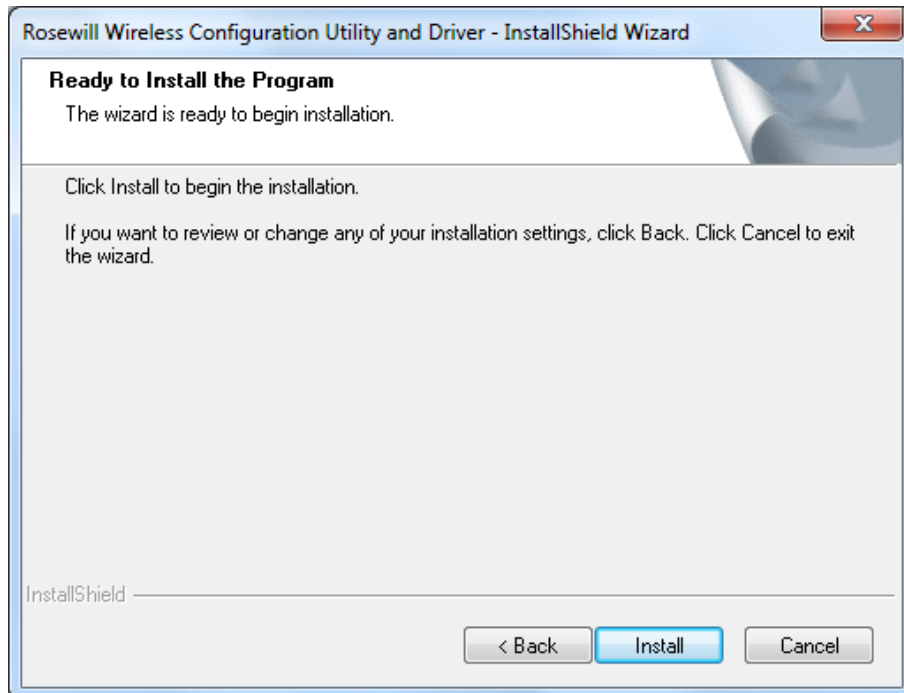 Rosewill Wireless Configuration Utility and Driver - InstallShield Wizard
Ready to Install the Program
The wizard is ready to begin installation.
Click Install to begin the installation.
If you want to review or change any of your installation settings, click Back. Click Cancel to exit
the wizard.
InstallShield
< Back
Install
Cancel